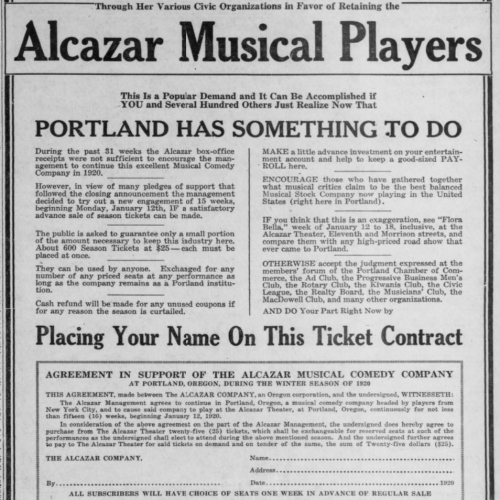 Through Her Various Civic Organizations in Favor of Retaining the
Alcazar Musical Players
This Is a Popular Demand and It Can Be Accomplished if
YOU and Several Hundred Others Just Realize Now That
PORTLAND HAS SOMETHING TO DO
During the past 31 weeks the Alcazar box-office
receipts were not sufficient to encourage the man-
agement to continue this excellent Musical Comedy
Company in 1920.
However, in view of many pledges of support that
followed the closing announcement the management
decided to try out a new engagement of 15 weeks,
beginning Monday, January 12th, IF a satisfactory
advance sale of season tickets can be made.
The public is asked to guarantee only a small portion
of the amount necessary to keep this industry here.
About 600 Season Tickets at $25—each must be
placed at once.
They can be used by anyone. Exchanged for any
number of any priced seats at any performance as
long as the company remains as a Portland institu-
tion.
Cash refund will be made for any unused coupons if
for any reason the season is curtailed.
MAKE a little advance investment on your entertain-
ment account and help to keep a good-sized PAY-
ROLL here.
ENCOURAGE those who have gathered together
what musical critics claim to be the best balanced
Musical Stock Company now playing in the United
States (right here in Portland).
IF you think that this is an exaggeration, see "Flora
Bella," week of January 12 to 18, inclusive, at the
Alcazar Theater, Eleventh and Morrison streets, and
compare them with any high-priced road show that
ever came to Portland.
OTHERWISE accept the judgment expressed at the
members' forum of the Portland Chamber of Com-
merce, the Ad Club, the Progressive Business Men's
Club, the Rotary Club, the Kiwanis Club, the Civic
League, the Realty Board, the Musicians' Club, the
MacDowell Club, and many other organizations.
AND DO Your Part Right Now by
Placing Your Name On This Ticket Contract
AGREEMENT IN SUPPORT OF THE ALCAZAR MUSICAL COMEDY COMPANY
AT PORTLAND, OREGON, DURING THE WINTER SEASON OF 1920
THIS AGREEMENT, made between The ALCAZAR COMPANY, an Oregon corporation, and the undersigned, WITNESSETH:
The Alcazar Management agrees to continue in Portland, Oregon, a musical comedy company headed by players from
New York City, and to cause said company to play at the Alcazar Theater, at Portland, Oregon, continuously for not less
than fifteen (16) weeks, beginning January 12, 1920.
In consideration of the above agreement on the part of the Alcazar Management, the undersigned does hereby agree to
purchase from The Alcazar Theater twenty-five (25) tickets, which shall be exchangeable for reserved seats at such of the
performances as the undersigned shall elect to attend during the above mentioned season. And the undersigned further agrees
to pay to The Alcazar Theater for said tickets on demand and on tender of the same, the sum of Twenty-five dollars ($25).
THE ALCAZAR COMPANY,
Name
Address
By
Date 1920
ALL SUBSCRIBERS WILL HAVE CHOICE OF SEATS ONE WEEK IN ADVANCE OF REGULAR SALE